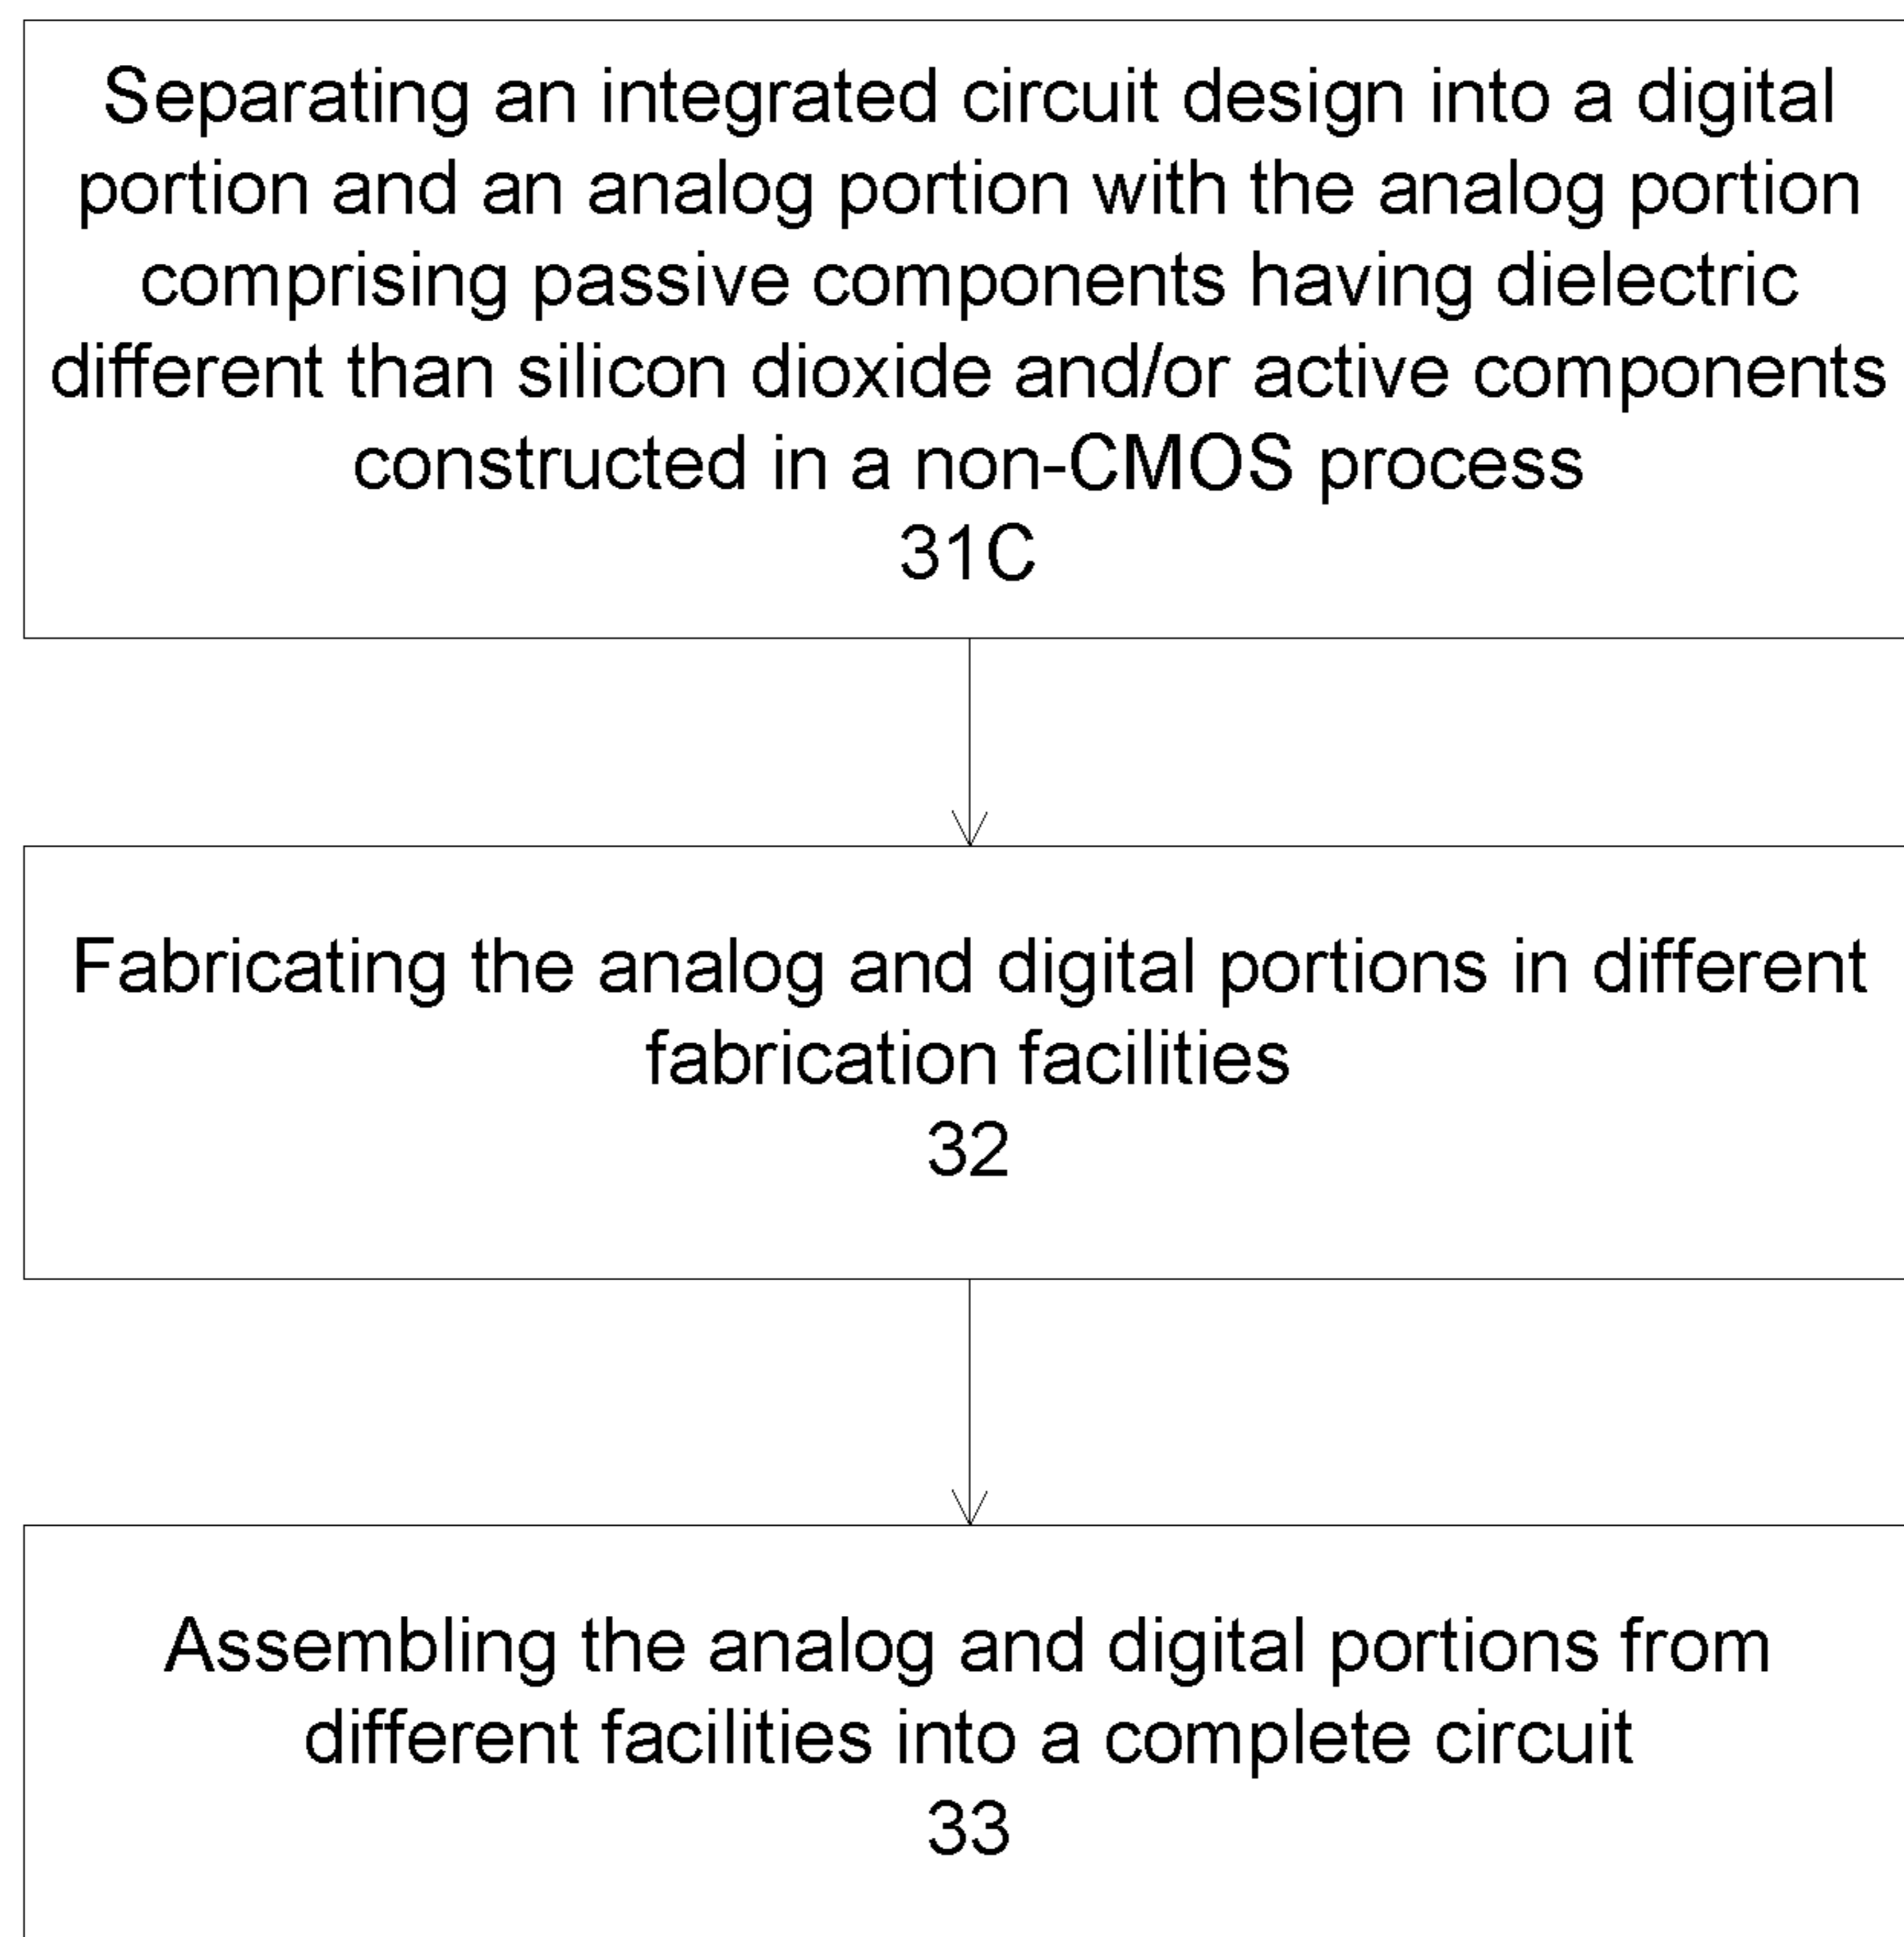 Separating an integrated circuit design into a digital
portion and an analog portion with the analog portion
comprising passive components having dielectric
different than silicon dioxide and/or active components
constructed in a non-CMOS process
31C
Fabricating the analog and digital portions in different
fabrication facilities
32
Assembling the analog and digital portions from
different facilities into a complete circuit
33